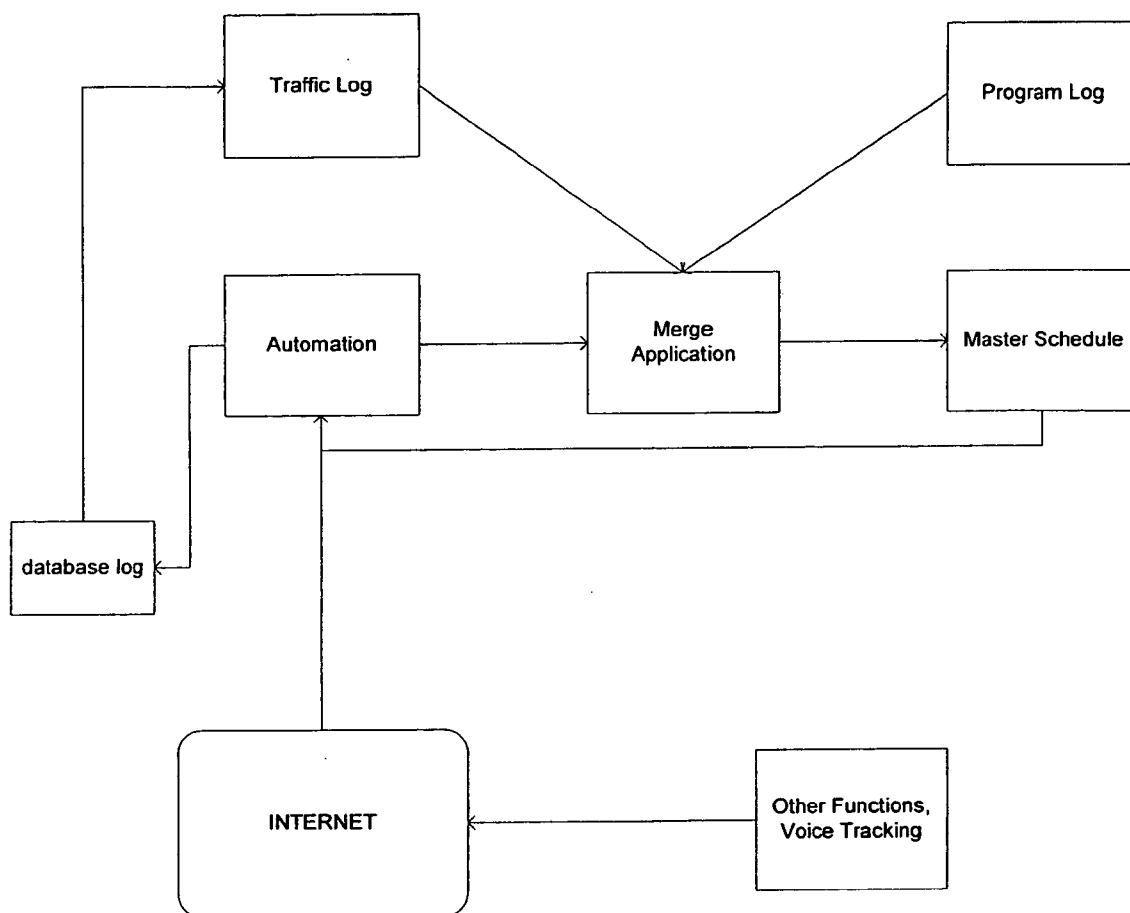 Traffic Log
Program Log
Automation
Merge
Application
Master Schedule
database log
INTERNET
Other Functions,
Voice Tracking